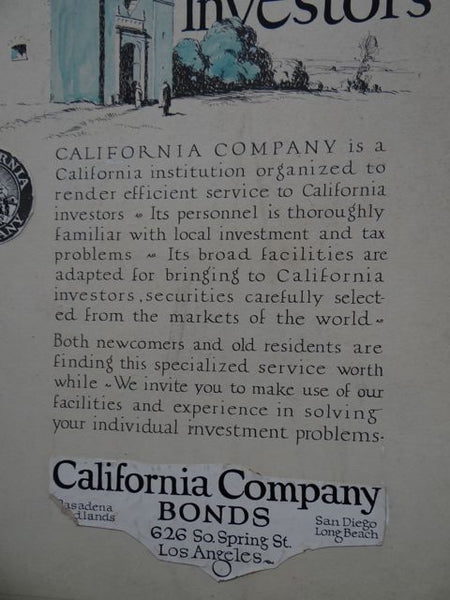 Investors
CALIFORNIA COMPANY is a
California institution organized to
render efficient service to California
investors ~ Its personnel is thoroughly
familiar with local investment and tax
problems ~ Its broad facilities are
adapted for bringing to California
investors, securities carefully select-
ed from the markets of the world ~
Both newcomers and old residents are
finding this specialized service worth
while ~ We invite you to make use of our
facilities and experience in solving
your individual investment problems.
California Company
BONDS
Pasadena
dlands
San Diego
Long Beach
626 So. Spring St.
Los Angeles ~